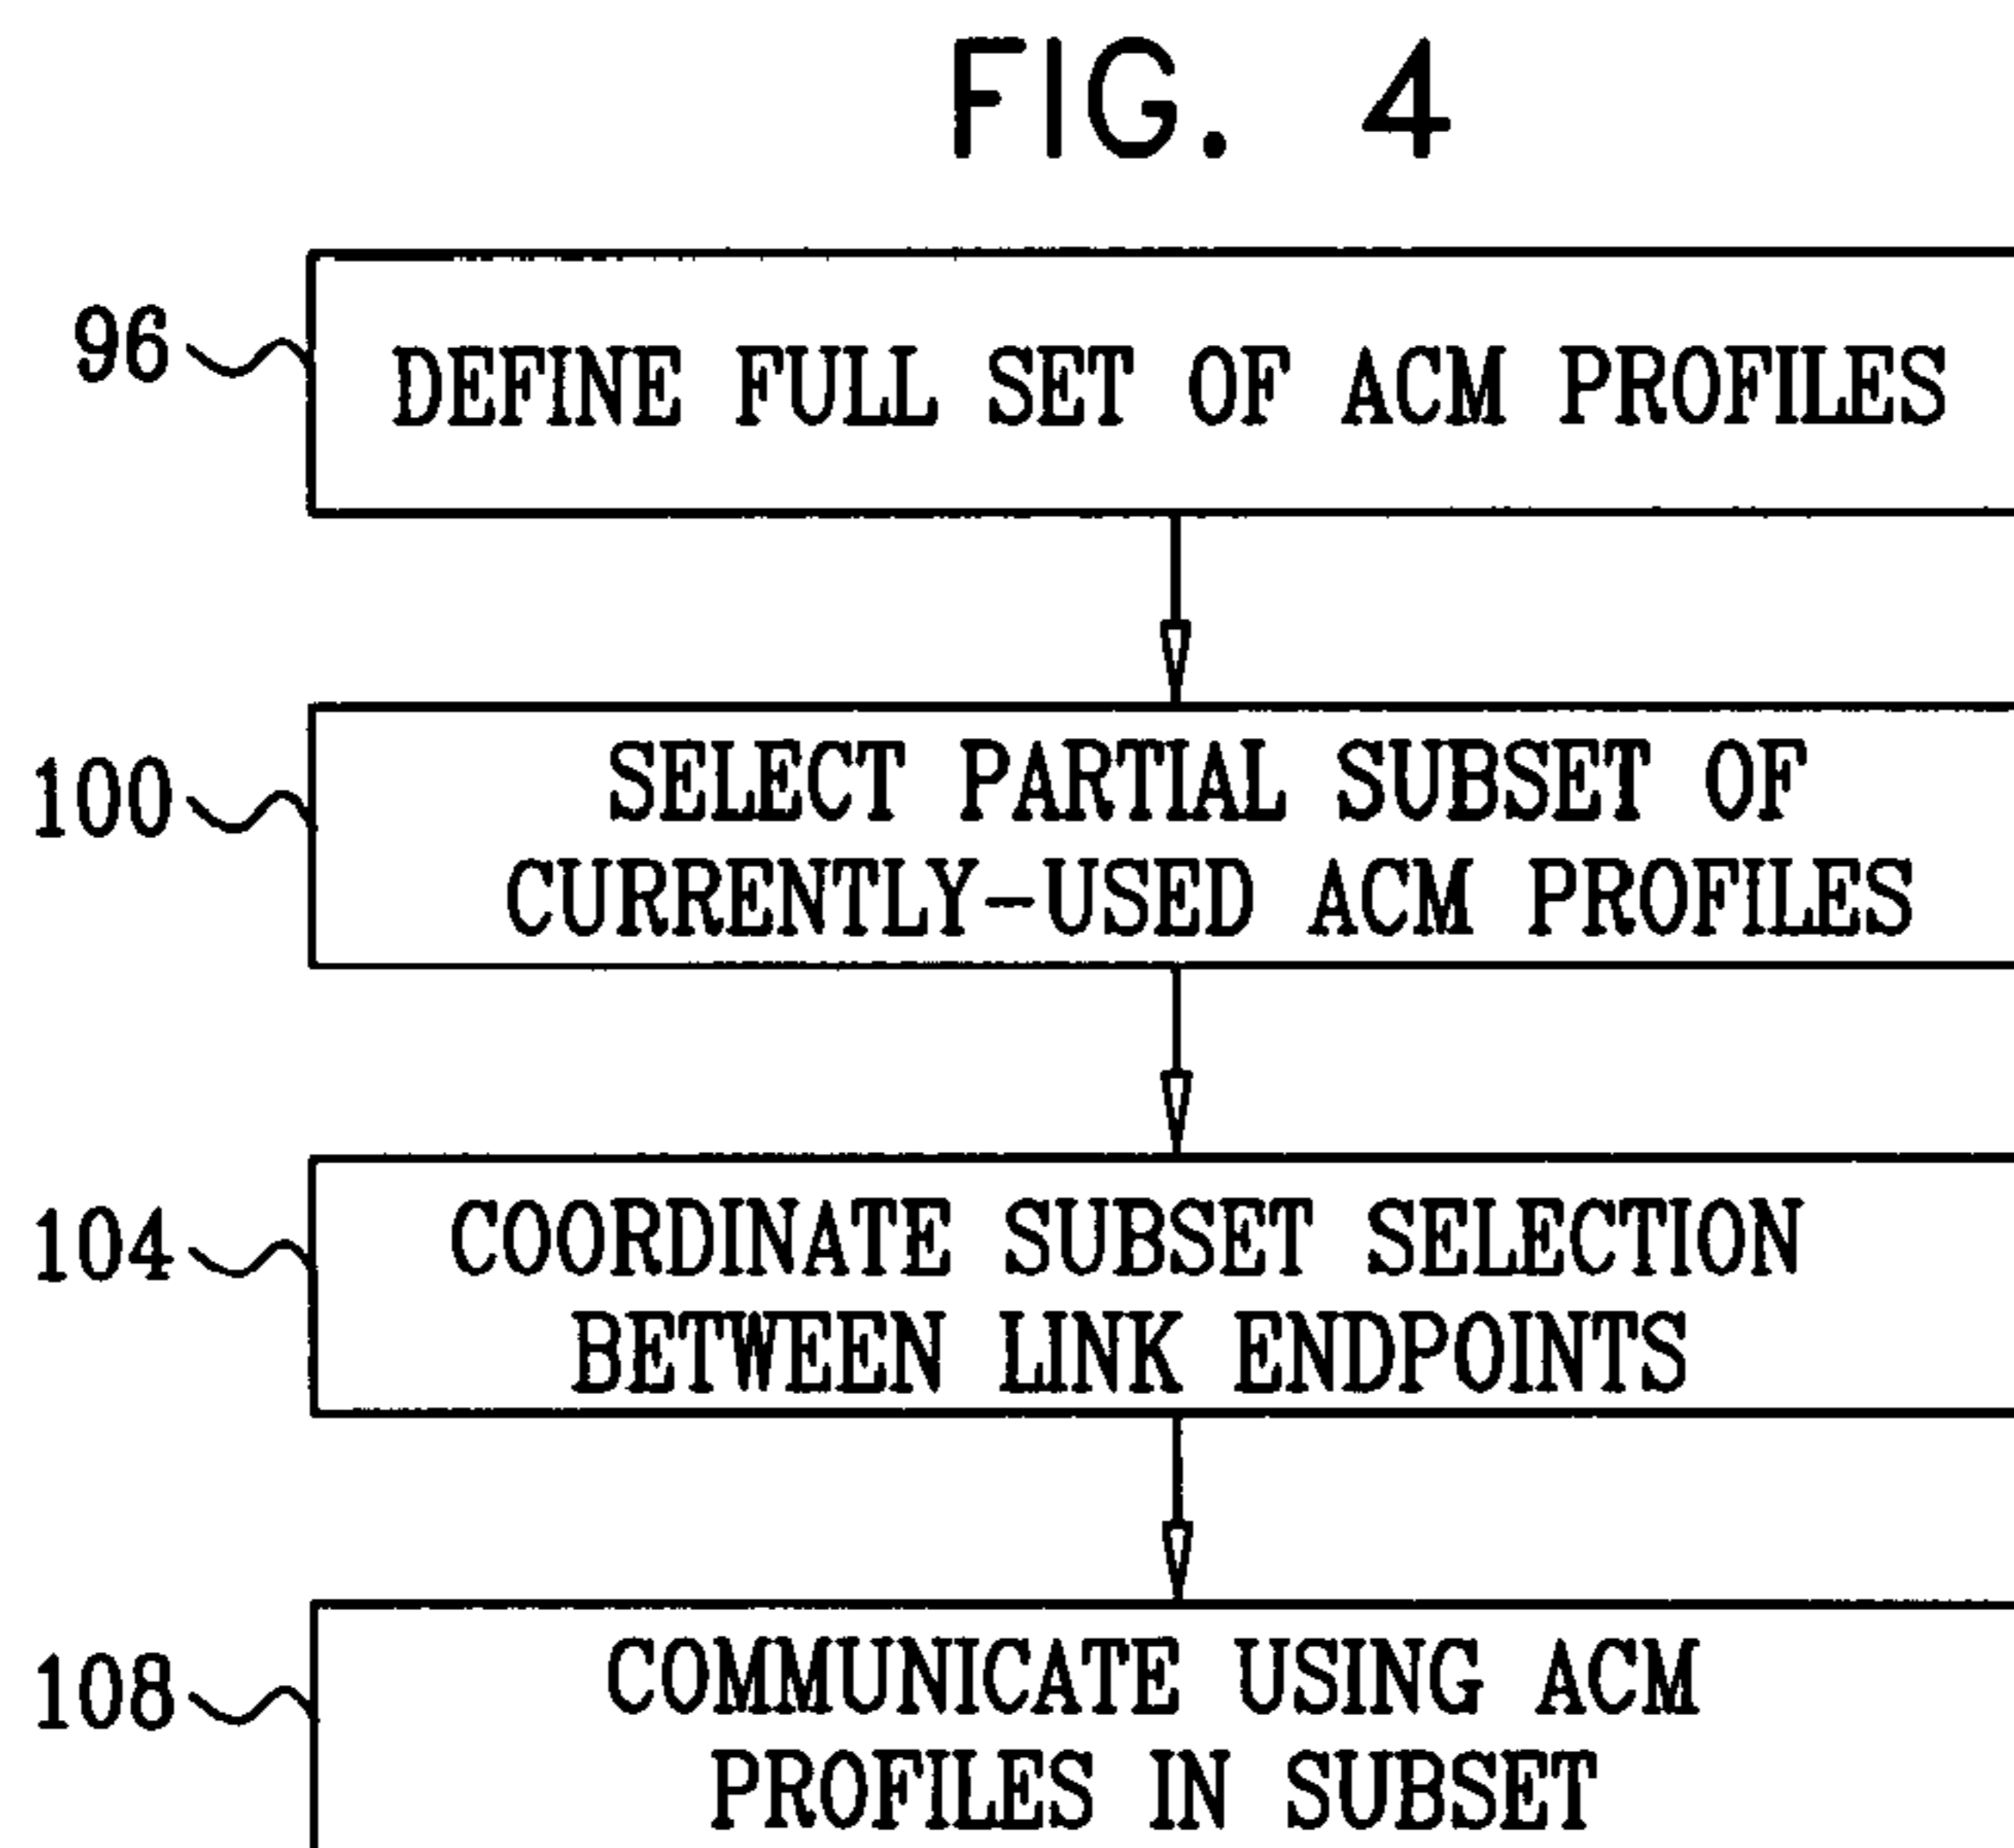 FIG. 4
96
DEFINE FULL SET OF ACM PROFILES
100
SELECT PARTIAL SUBSET OF
CURRENTLY-USED ACM PROFILES
104
COORDINATE SUBSET SELECTION
BETWEEN LINK ENDPOINTS
108
COMMUNICATE USING ACM
PROFILES IN SUBSET